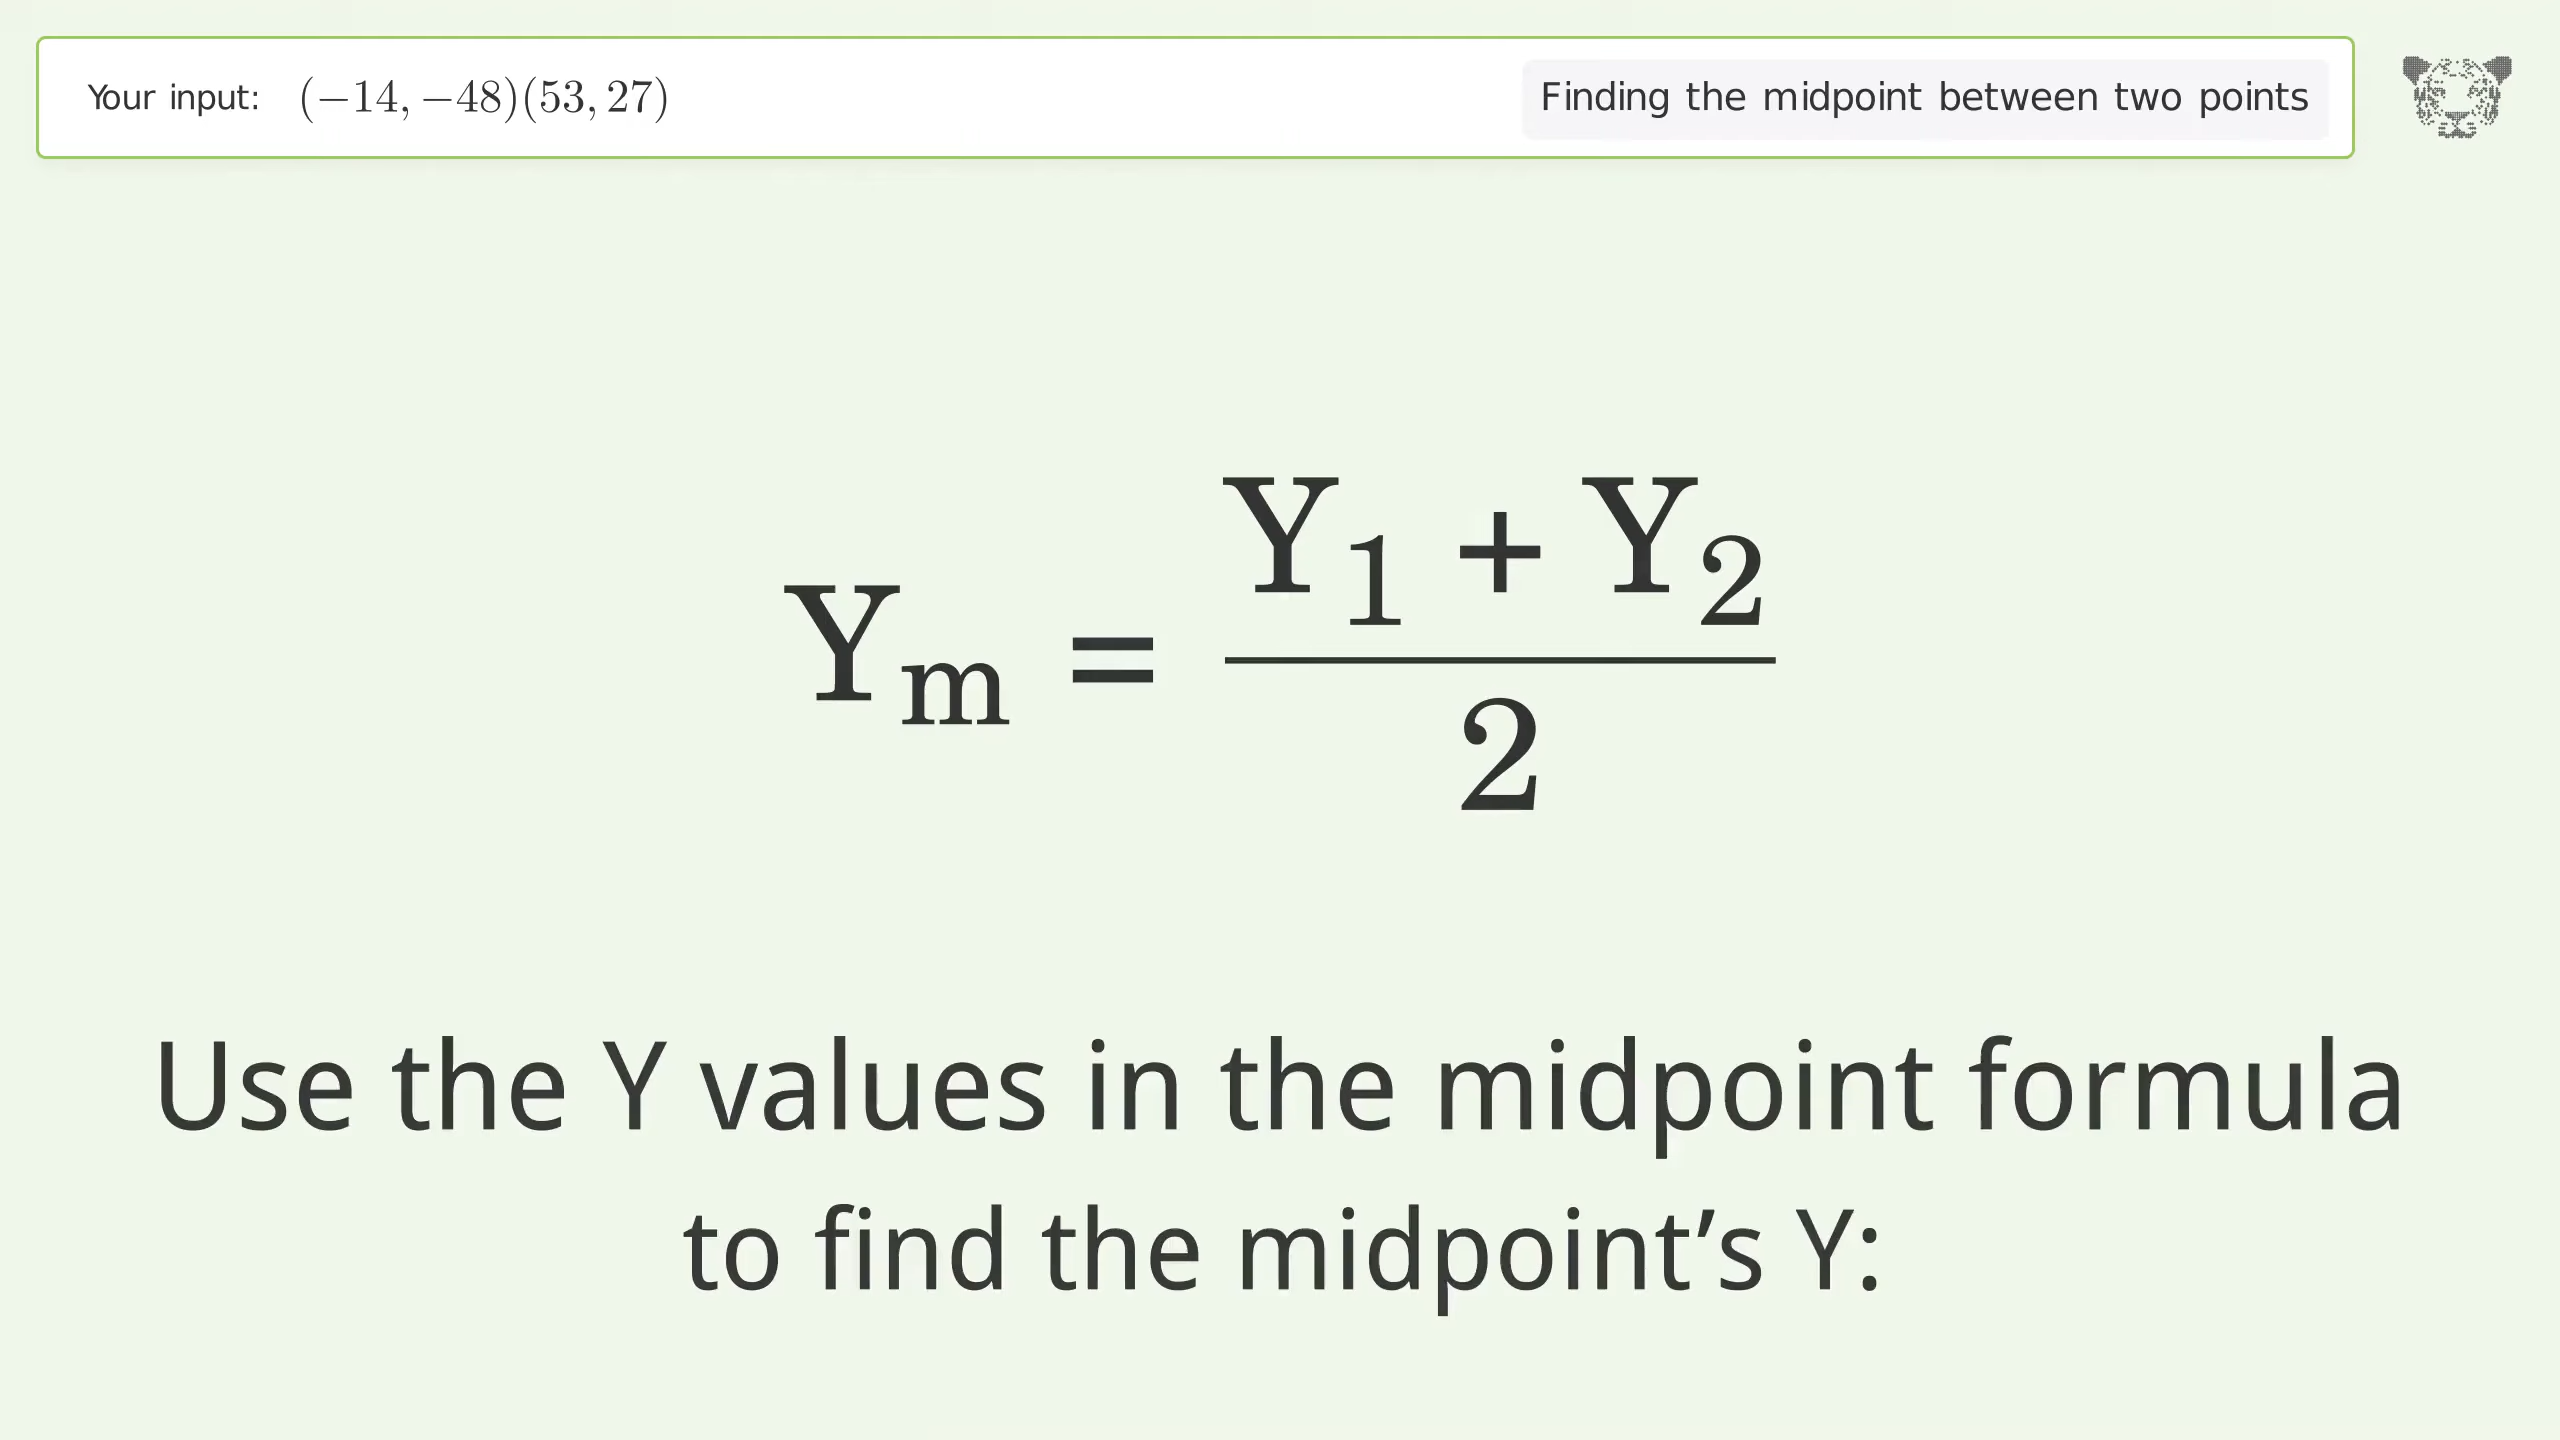 Your input: (−14, −48)(53, 27)
Finding the midpoint between two points
Yₘ = (Y₁ + Y₂) / 2
Use the Y values in the midpoint formula
to find the midpoint’s Y: